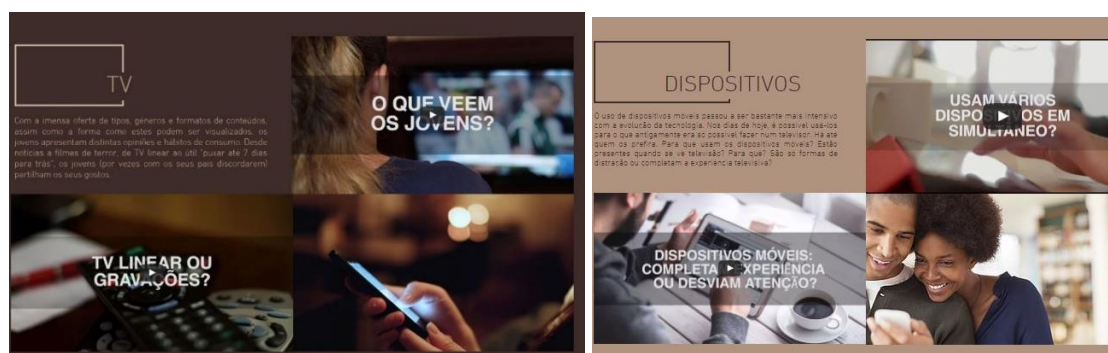 TV
Com a imensa oferta de tipos, géneros e formatos de conteúdos,
assim como a forma como estes podem ser visualizados, os
jovens apresentam distintas opiniões e hábitos de consumo. Desde
notícias a filmes de terror, de TV linear ao útil "puxar até 7 dias
para trás", os jovens (por vezes com os seus pais discordarem)
partilham os seus gostos.
O QUE VEEM
OS JOVENS?
TV LINEAR OU
GRAVAÇÕES?
DISPOSITIVOS
O uso de dispositivos móveis passou a ser bastante mais intensivo
com a evolução da tecnologia. Nos dias de hoje, é possível usá-los
para o que antigamente era só possível fazer num televisor. Há até
quem os prefira. Para que usam os dispositivos móveis? Estão
presentes quando se vê televisão? Para quê? São só formas de
distração ou completam a experiência televisiva?
USAM VÁRIOS
DISPOSITIVOS EM
SIMULTÂNEO?
DISPOSITIVOS MÓVEIS:
COMPLETAM EXPERIÊNCIA
OU DESVIAM ATENÇÃO?